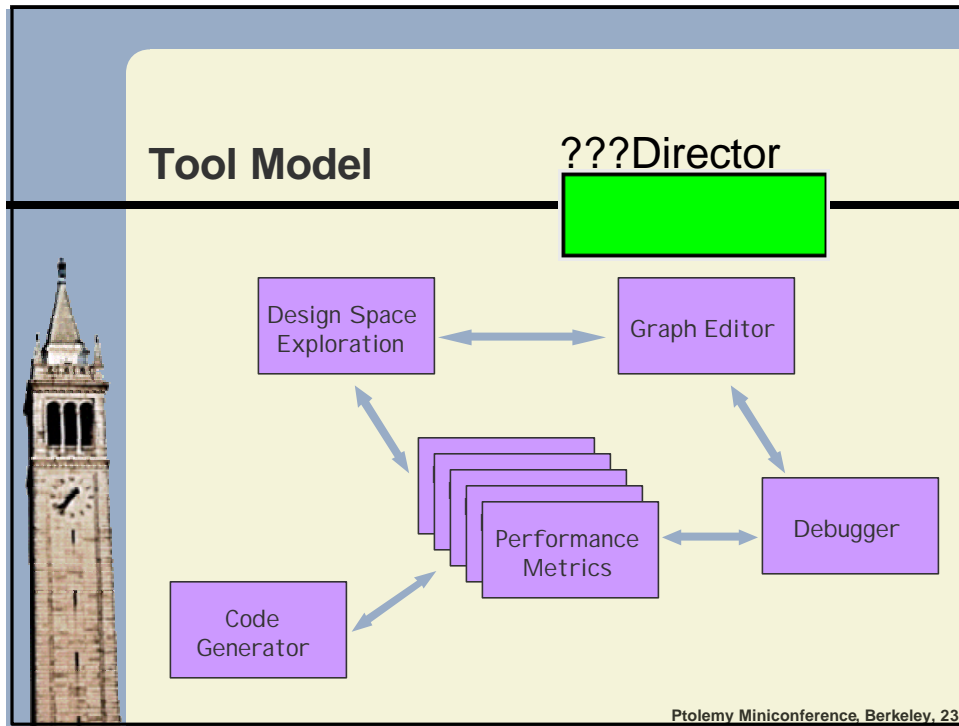 Tool Model
???Director
Design Space
Exploration
Graph Editor
Performance
Metrics
Debugger
Code
Generator
Ptolemy Miniconference, Berkeley, 23